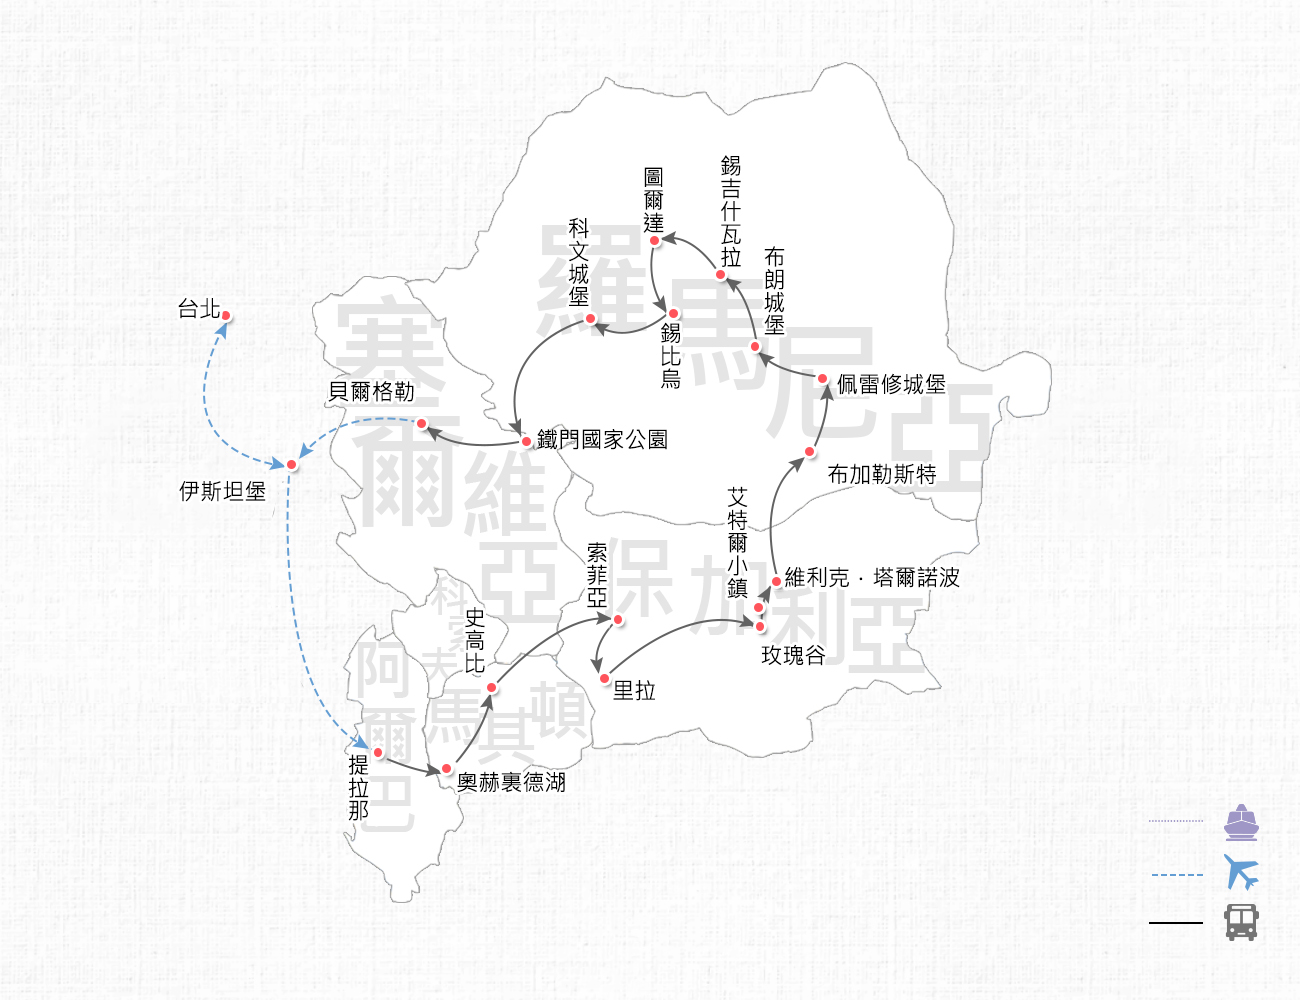 錫吉什瓦拉
圖爾達
科文城堡
布朗城堡
羅馬尼亞
台北
塞爾維亞
錫比烏
貝爾格勒
佩雷修城堡
鐵門國家公園
布加勒斯特
伊斯坦堡
艾特爾小鎮
索菲亞
保加利亞
維利克．塔爾諾波
科索夫
史高比
玫瑰谷
阿爾巴
里拉
馬其頓
提拉那
奧赫裏德湖